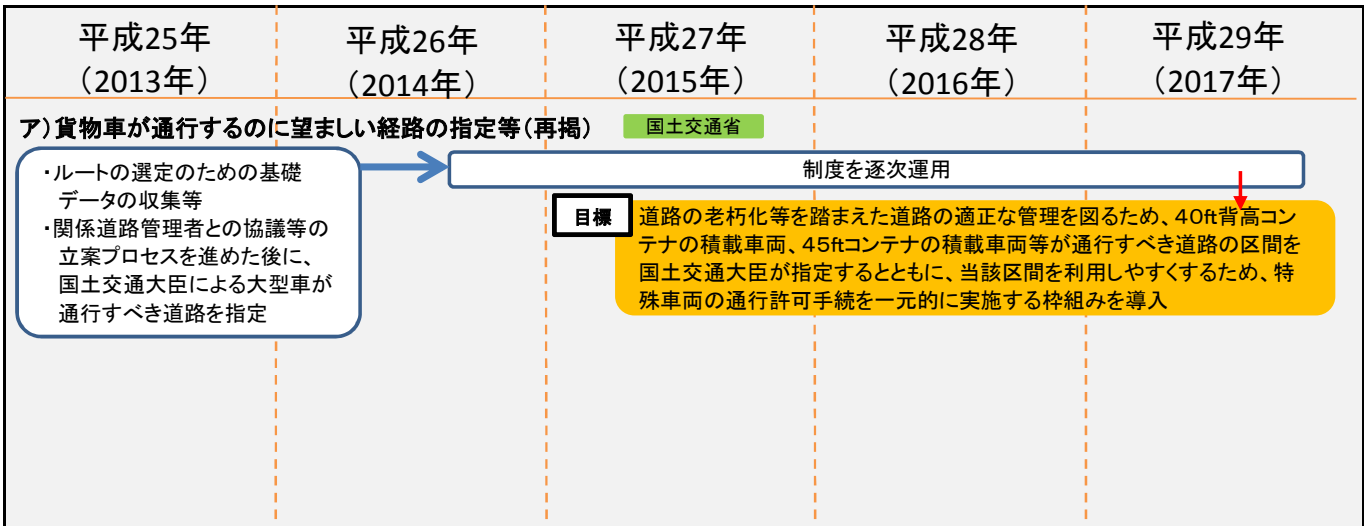 平成25年
（2013年）
平成26年
（2014年）
平成27年
（2015年）
平成28年
（2016年）
平成29年
（2017年）
ア）貨物車が通行するのに望ましい経路の指定等（再掲）
国土交通省
・ルートの選定のための基礎
データの収集等
・関係道路管理者との協議等の
立案プロセスを進めた後に、
国土交通大臣による大型車が
通行すべき道路を指定
制度を逐次運用
目標
道路の老朽化等を踏まえた道路の適正な管理を図るため、40ft背高コン
テナの積載車両、45ftコンテナの積載車両等が通行すべき道路の区間を
国土交通大臣が指定するとともに、当該区間を利用しやすくするため、特
殊車両の通行許可手続を一元的に実施する枠組みを導入